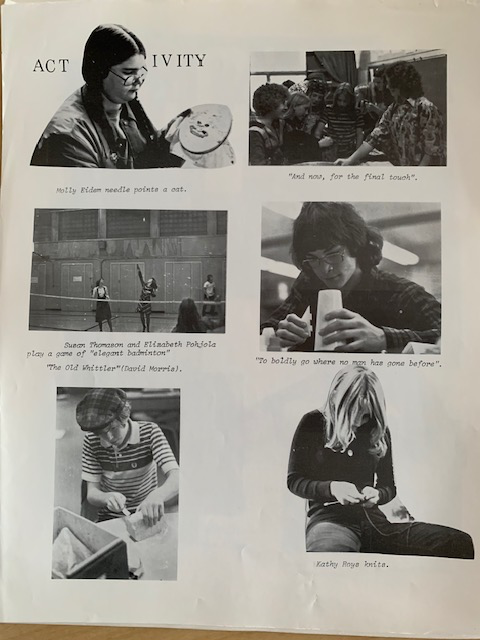 ACT IVITY
Molly Eidem needle points a cat.
"And now, for the final touch".
Susan Thomason and Elizabeth Pohjola
play a game of "elegant badminton"
"To boldly go where no man has gone before".
"The Old Whittler"(David Morris).
Kathy Roys knits.